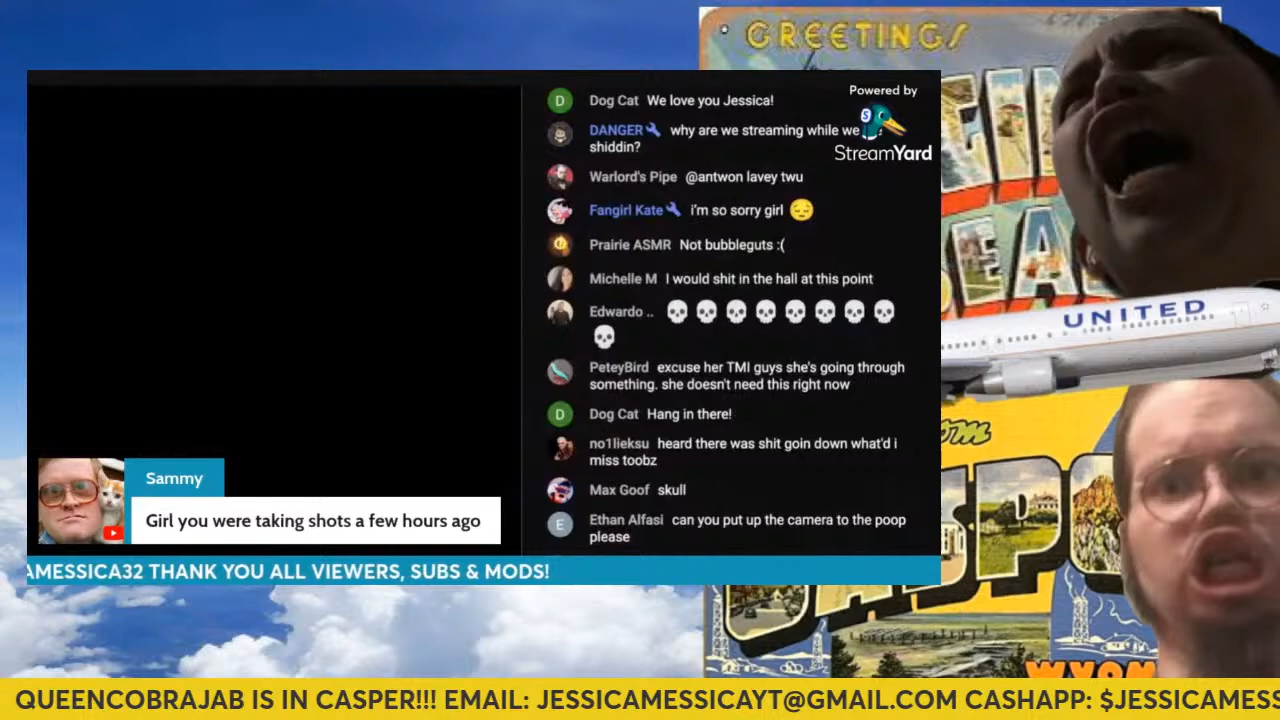 GREETINGS
Powered by
StreamYard
Dog Cat We love you Jessica!
DANGER why are we streaming while we
shiddin?
Warlord's Pipe @antwon lavey twu
Fangirl Kate i'm so sorry girl 😔
Prairie ASMR Not bubbleguts :(
Michelle M I would shit in the hall at this point
Edwardo .. 💀💀💀💀💀💀💀💀
💀
PeteyBird excuse her TMI guys she's going through
something. she doesn't need this right now
Dog Cat Hang in there!
no1lieksu heard there was shit goin down what'd i
miss toobz
Max Goof skull
Ethan Alfasi can you put up the camera to the poop
please
UNITED
Sammy
Girl you were taking shots a few hours ago
AMESSICA32 THANK YOU ALL VIEWERS, SUBS & MODS!
QUEENCOBRAJAB IS IN CASPER!!! EMAIL: JESSICAMESSICAYT@GMAIL.COM CASHAPP: $JESSICAMESS